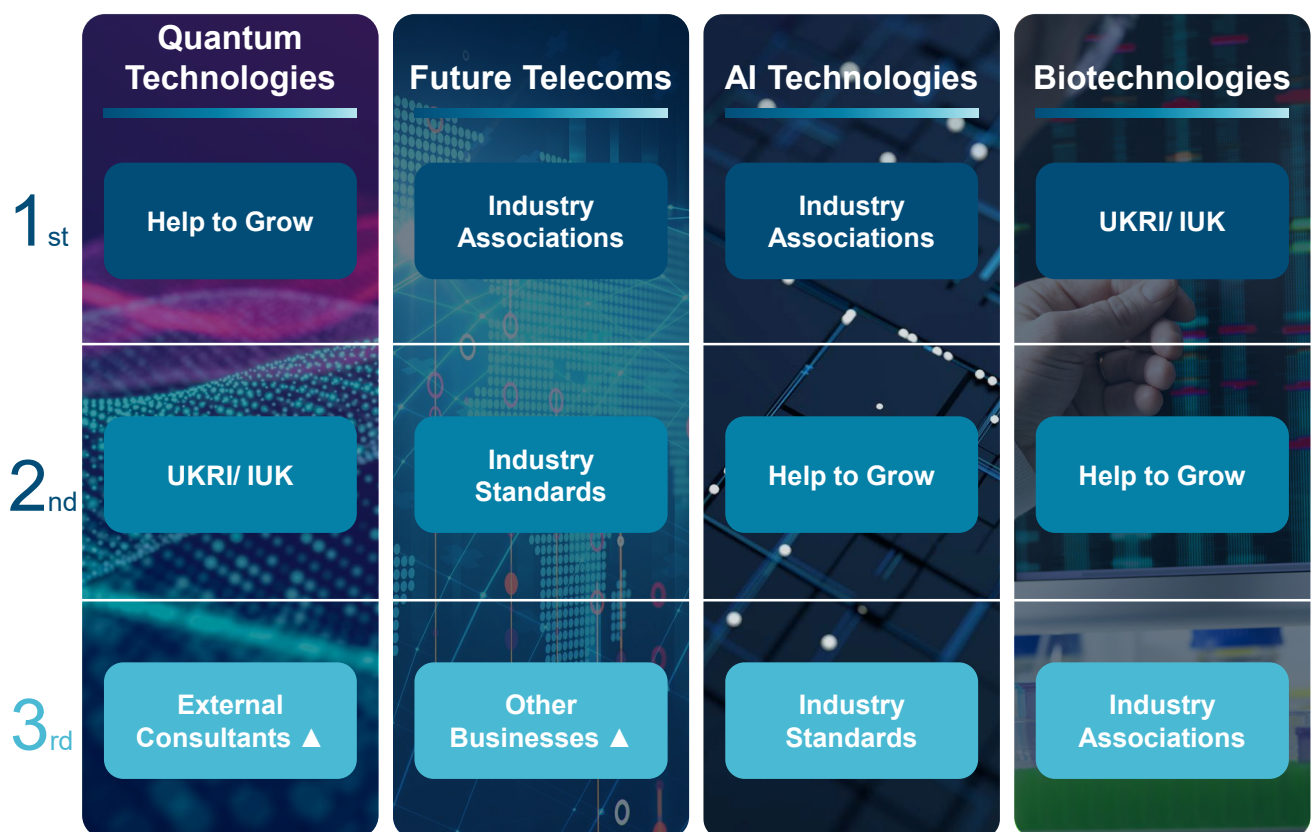 Quantum
Technologies
Future Telecoms
AI Technologies
Biotechnologies
1st
Help to Grow
Industry
Associations
Industry
Associations
UKRI/ IUK
2nd
UKRI/ IUK
Industry
Standards
Help to Grow
Help to Grow
3rd
External
Consultants ▲
Other
Businesses ▲
Industry
Standards
Industry
Associations